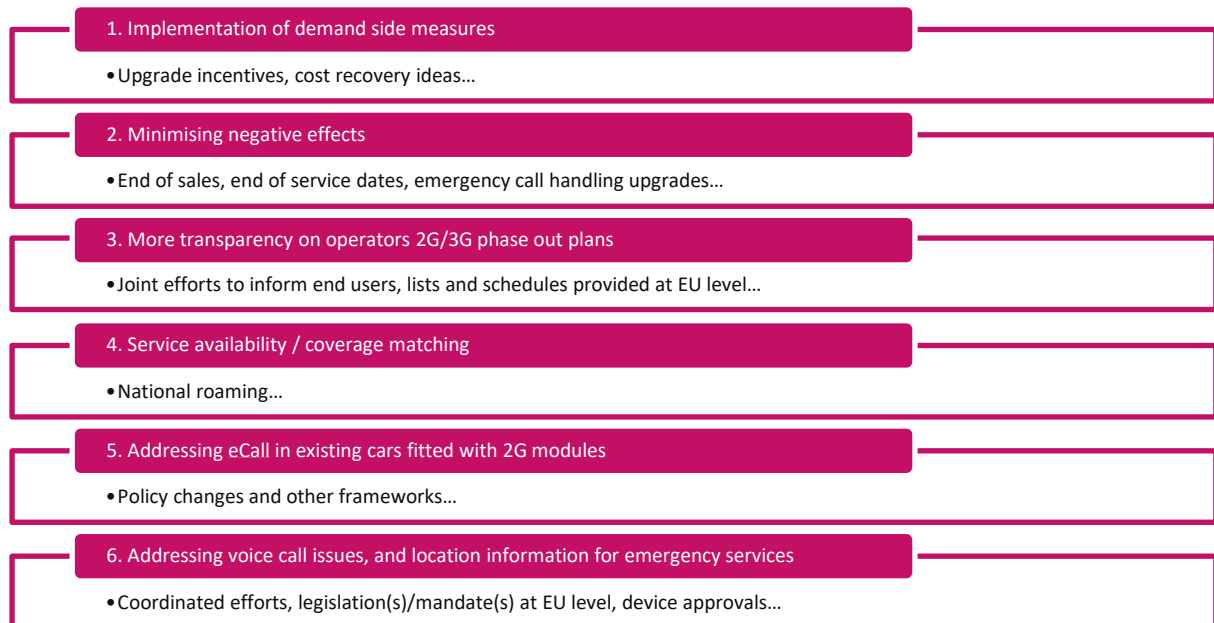 1. Implementation of demand side measures
•Upgrade incentives, cost recovery ideas…
2. Minimising negative effects
•End of sales, end of service dates, emergency call handling upgrades…
3. More transparency on operators 2G/3G phase out plans
•Joint efforts to inform end users, lists and schedules provided at EU level…
4. Service availability / coverage matching
•National roaming…
5. Addressing eCall in existing cars fitted with 2G modules
•Policy changes and other frameworks…
6. Addressing voice call issues, and location information for emergency services
•Coordinated efforts, legislation(s)/mandate(s) at EU level, device approvals…